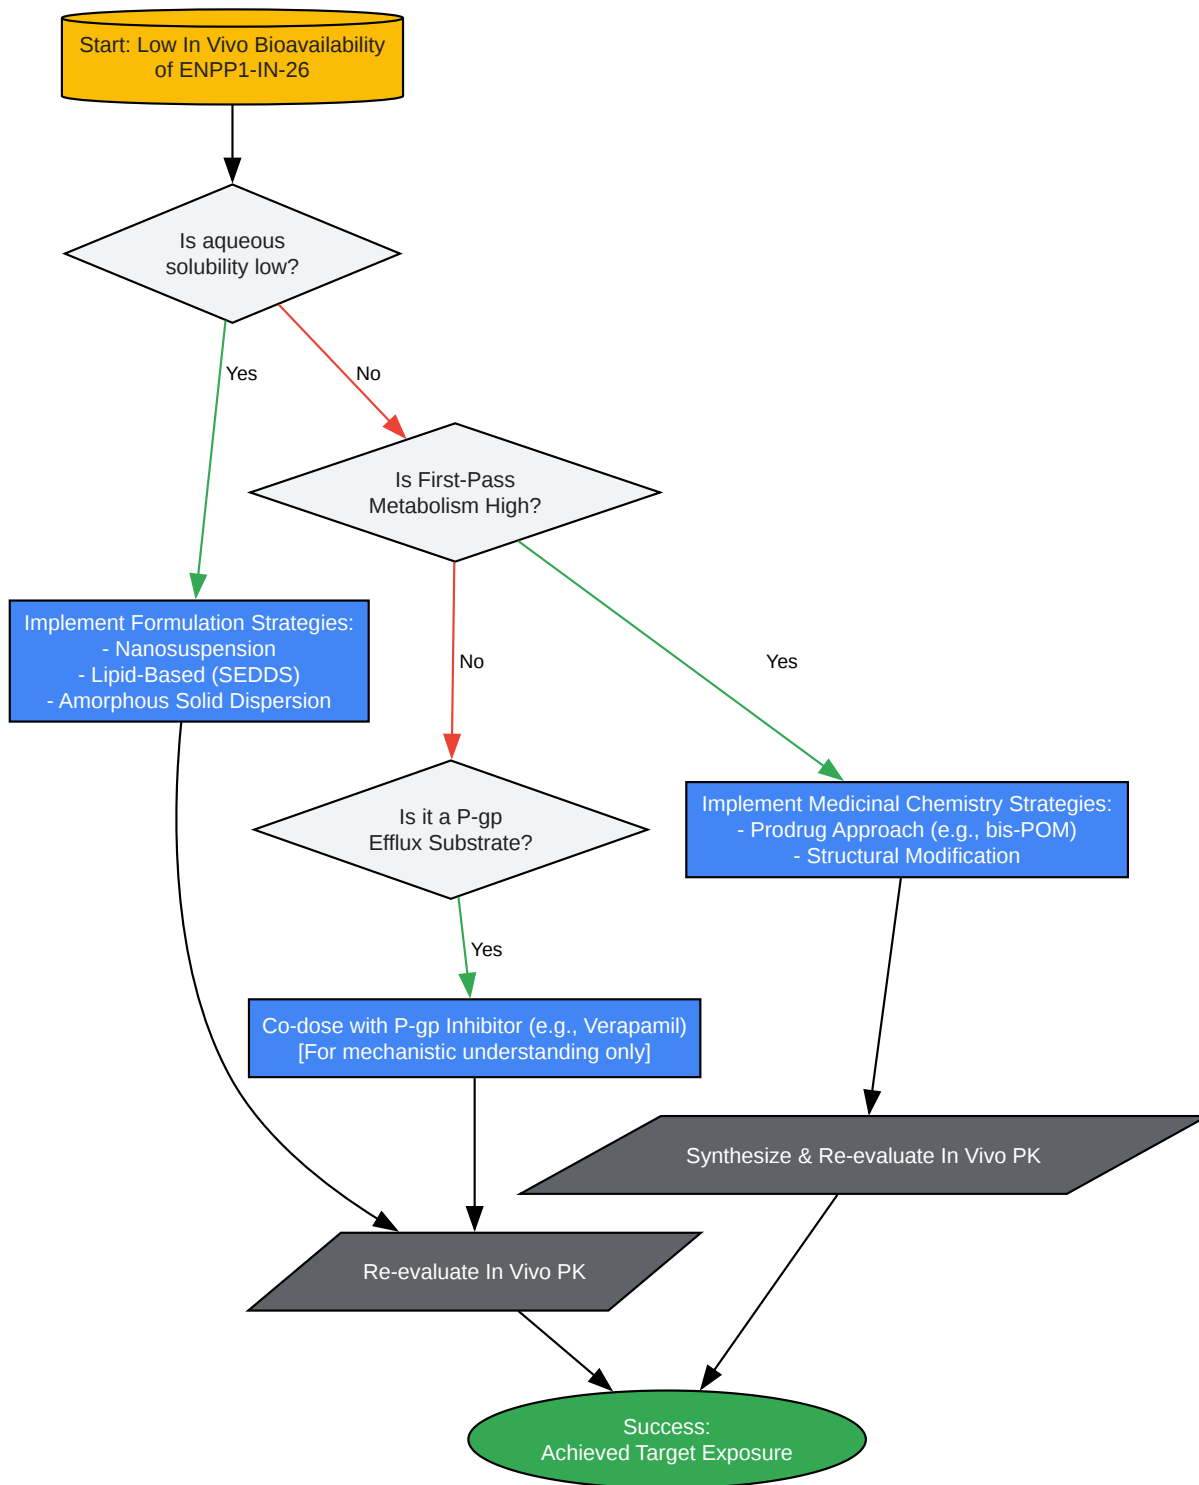 Start: Low In Vivo Bioavailability
of ENPP1-IN-26
Is aqueous
solubility low?
Yes
No
Is First-Pass
Metabolism High?
Implement Formulation Strategies:
- Nanosuspension
- Lipid-Based (SEDDS)
- Amorphous Solid Dispersion
No
Yes
Is it a P-gp
Efflux Substrate?
Implement Medicinal Chemistry Strategies:
- Prodrug Approach (e.g., bis-POM)
- Structural Modification
Yes
Co-dose with P-gp Inhibitor (e.g., Verapamil)
[For mechanistic understanding only]
Synthesize & Re-evaluate In Vivo PK
Re-evaluate In Vivo PK
Success:
Achieved Target Exposure